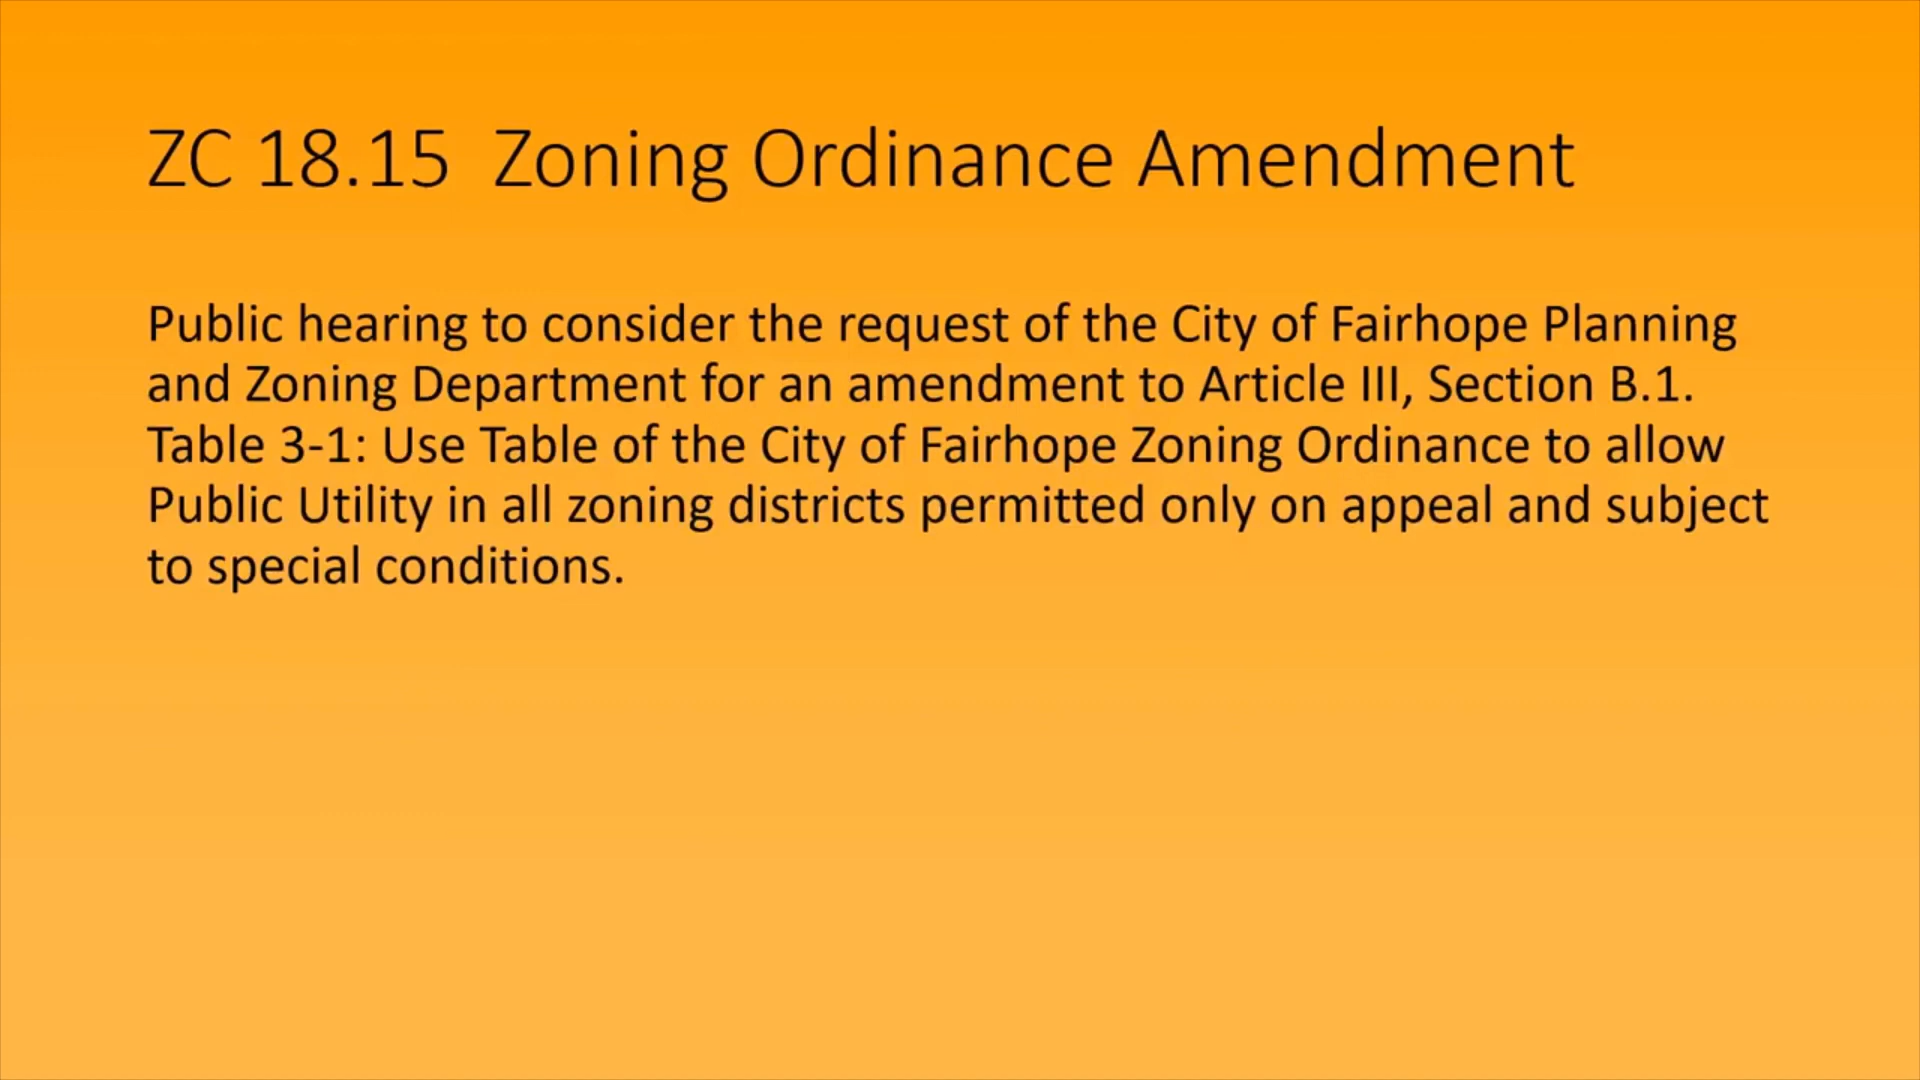 ZC 18.15  Zoning Ordinance Amendment
Public hearing to consider the request of the City of Fairhope Planning
and Zoning Department for an amendment to Article III, Section B.1.
Table 3-1: Use Table of the City of Fairhope Zoning Ordinance to allow
Public Utility in all zoning districts permitted only on appeal and subject
to special conditions.